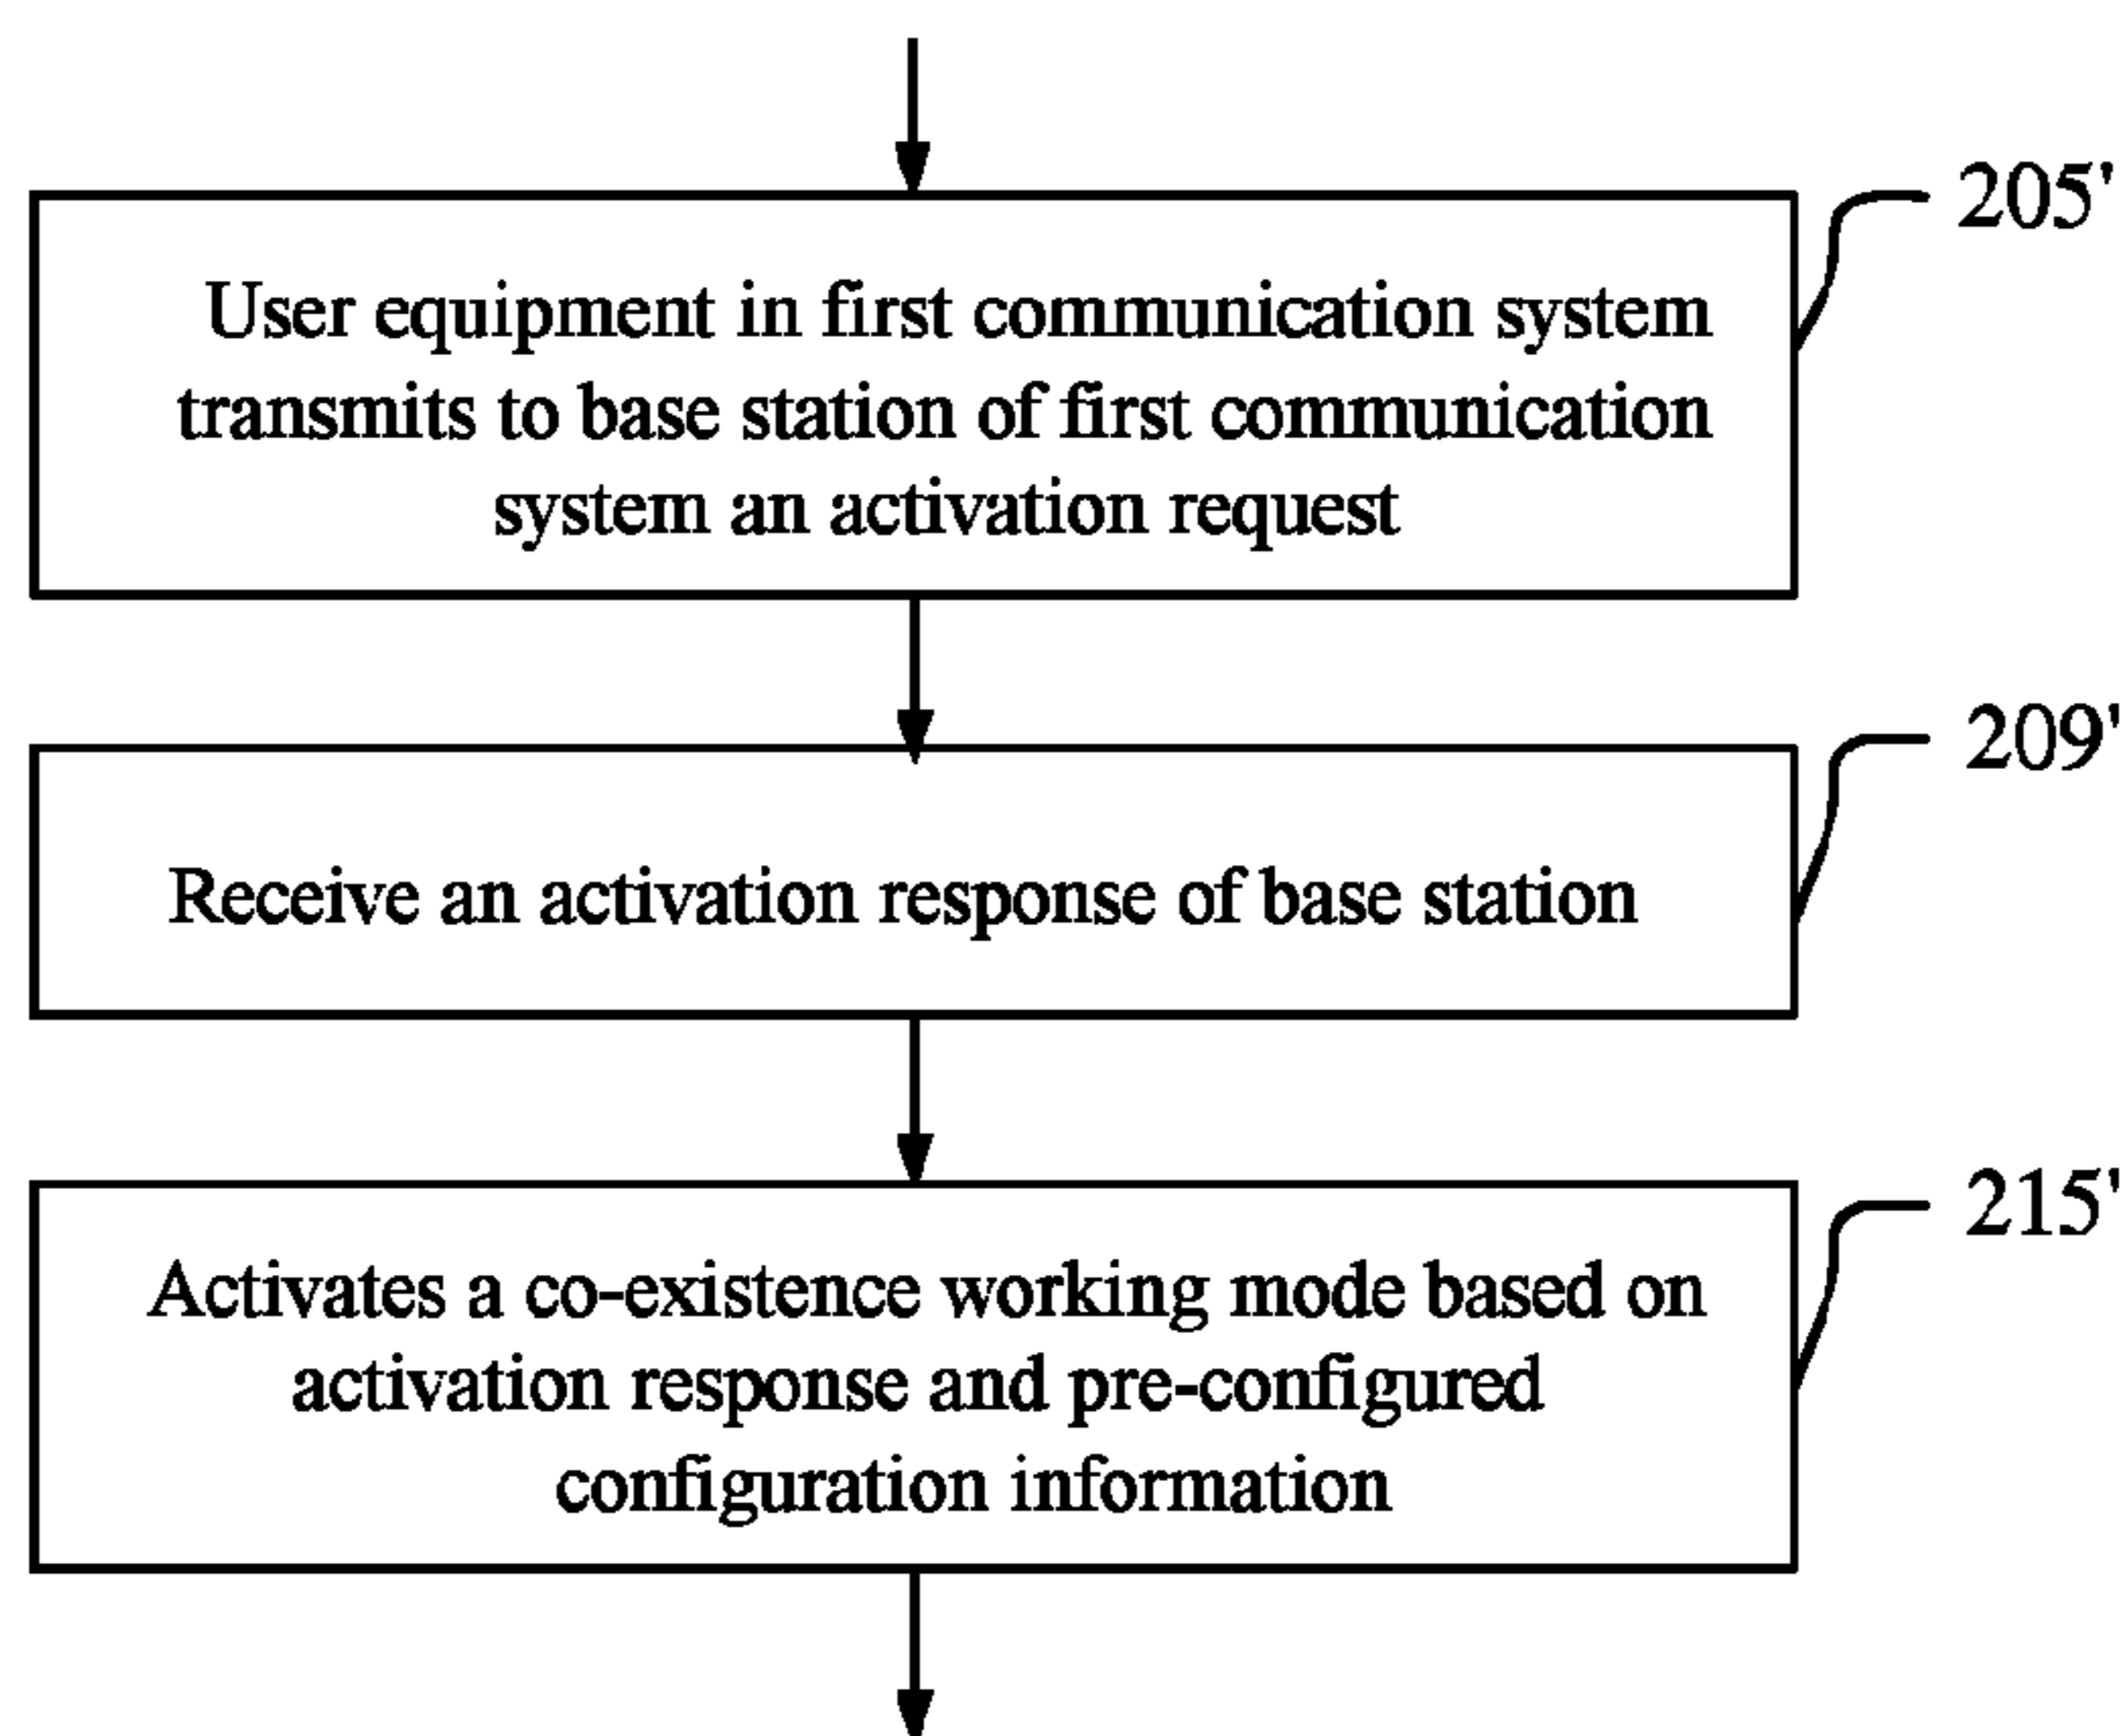 205'
User equipment in first communication system
transmits to base station of first communication
system an activation request
209'
Receive an activation response of base station
215'
Activates a co-existence working mode based on
activation response and pre-configured
configuration information